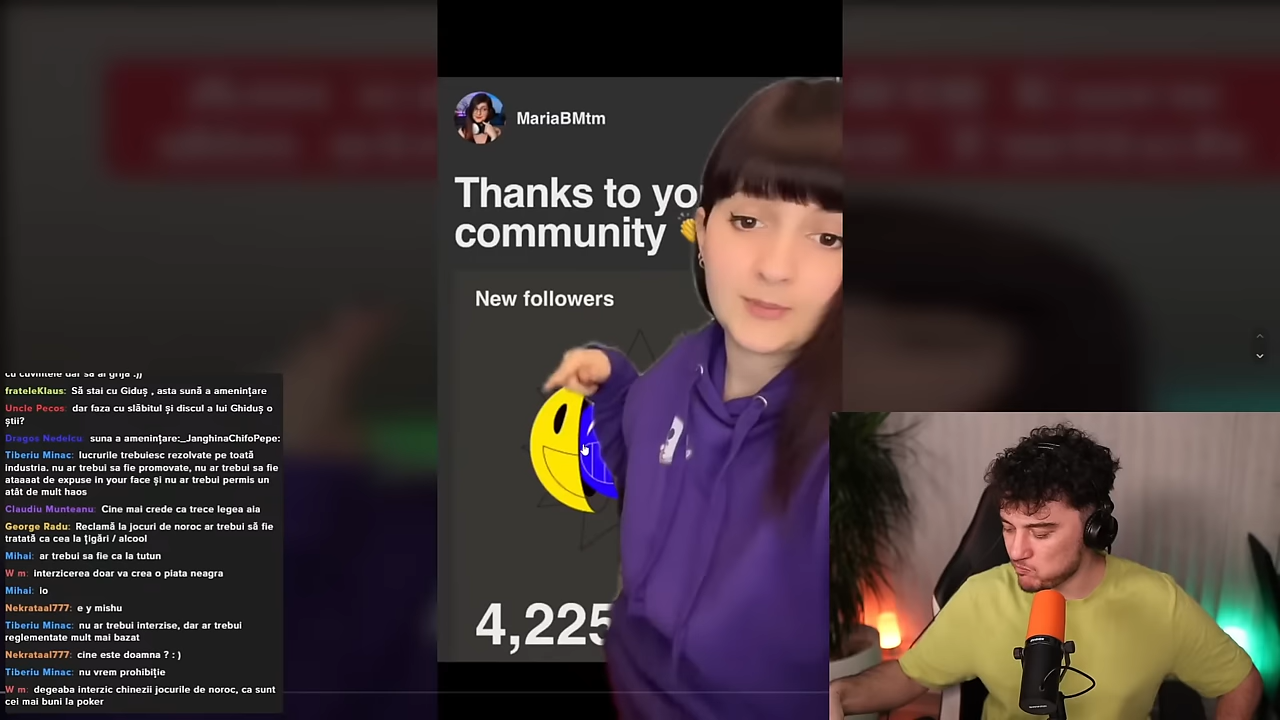 MariaBMtm
Thanks to yo
community
New followers
4,225
cu cuvintele dar să ai grijă :))
frateleKlaus: Să stai cu Giduș , asta sună a amenințare
Uncle Pecos: dar faza cu slăbitul și discul a lui Ghiduș o
știi?
Dragos Nedelcu: suna a amenințare:_JanghinaChifoPepe:
Tiberiu Minac: lucrurile trebuiesc rezolvate pe toată
industria. nu ar trebui sa fie promovate, nu ar trebui sa fie
ataaaat de expuse in your face și nu ar trebui permis un
atât de mult haos
Claudiu Munteanu: Cine mai crede ca trece legea aia
George Radu: Reclamă la jocuri de noroc ar trebui să fie
tratată ca cea la țigări / alcool
Mihai: ar trebui sa fie ca la tutun
W m: interzicerea doar va crea o piata neagra
Mihai: io
Nekrataal777: e y mishu
Tiberiu Minac: nu ar trebui interzise, dar ar trebui
reglementate mult mai bazat
Nekrataal777: cine este doamna ? : )
Tiberiu Minac: nu vrem prohibiție
W m: degeaba interzic chinezii jocurile de noroc, ca sunt
cei mai buni la poker